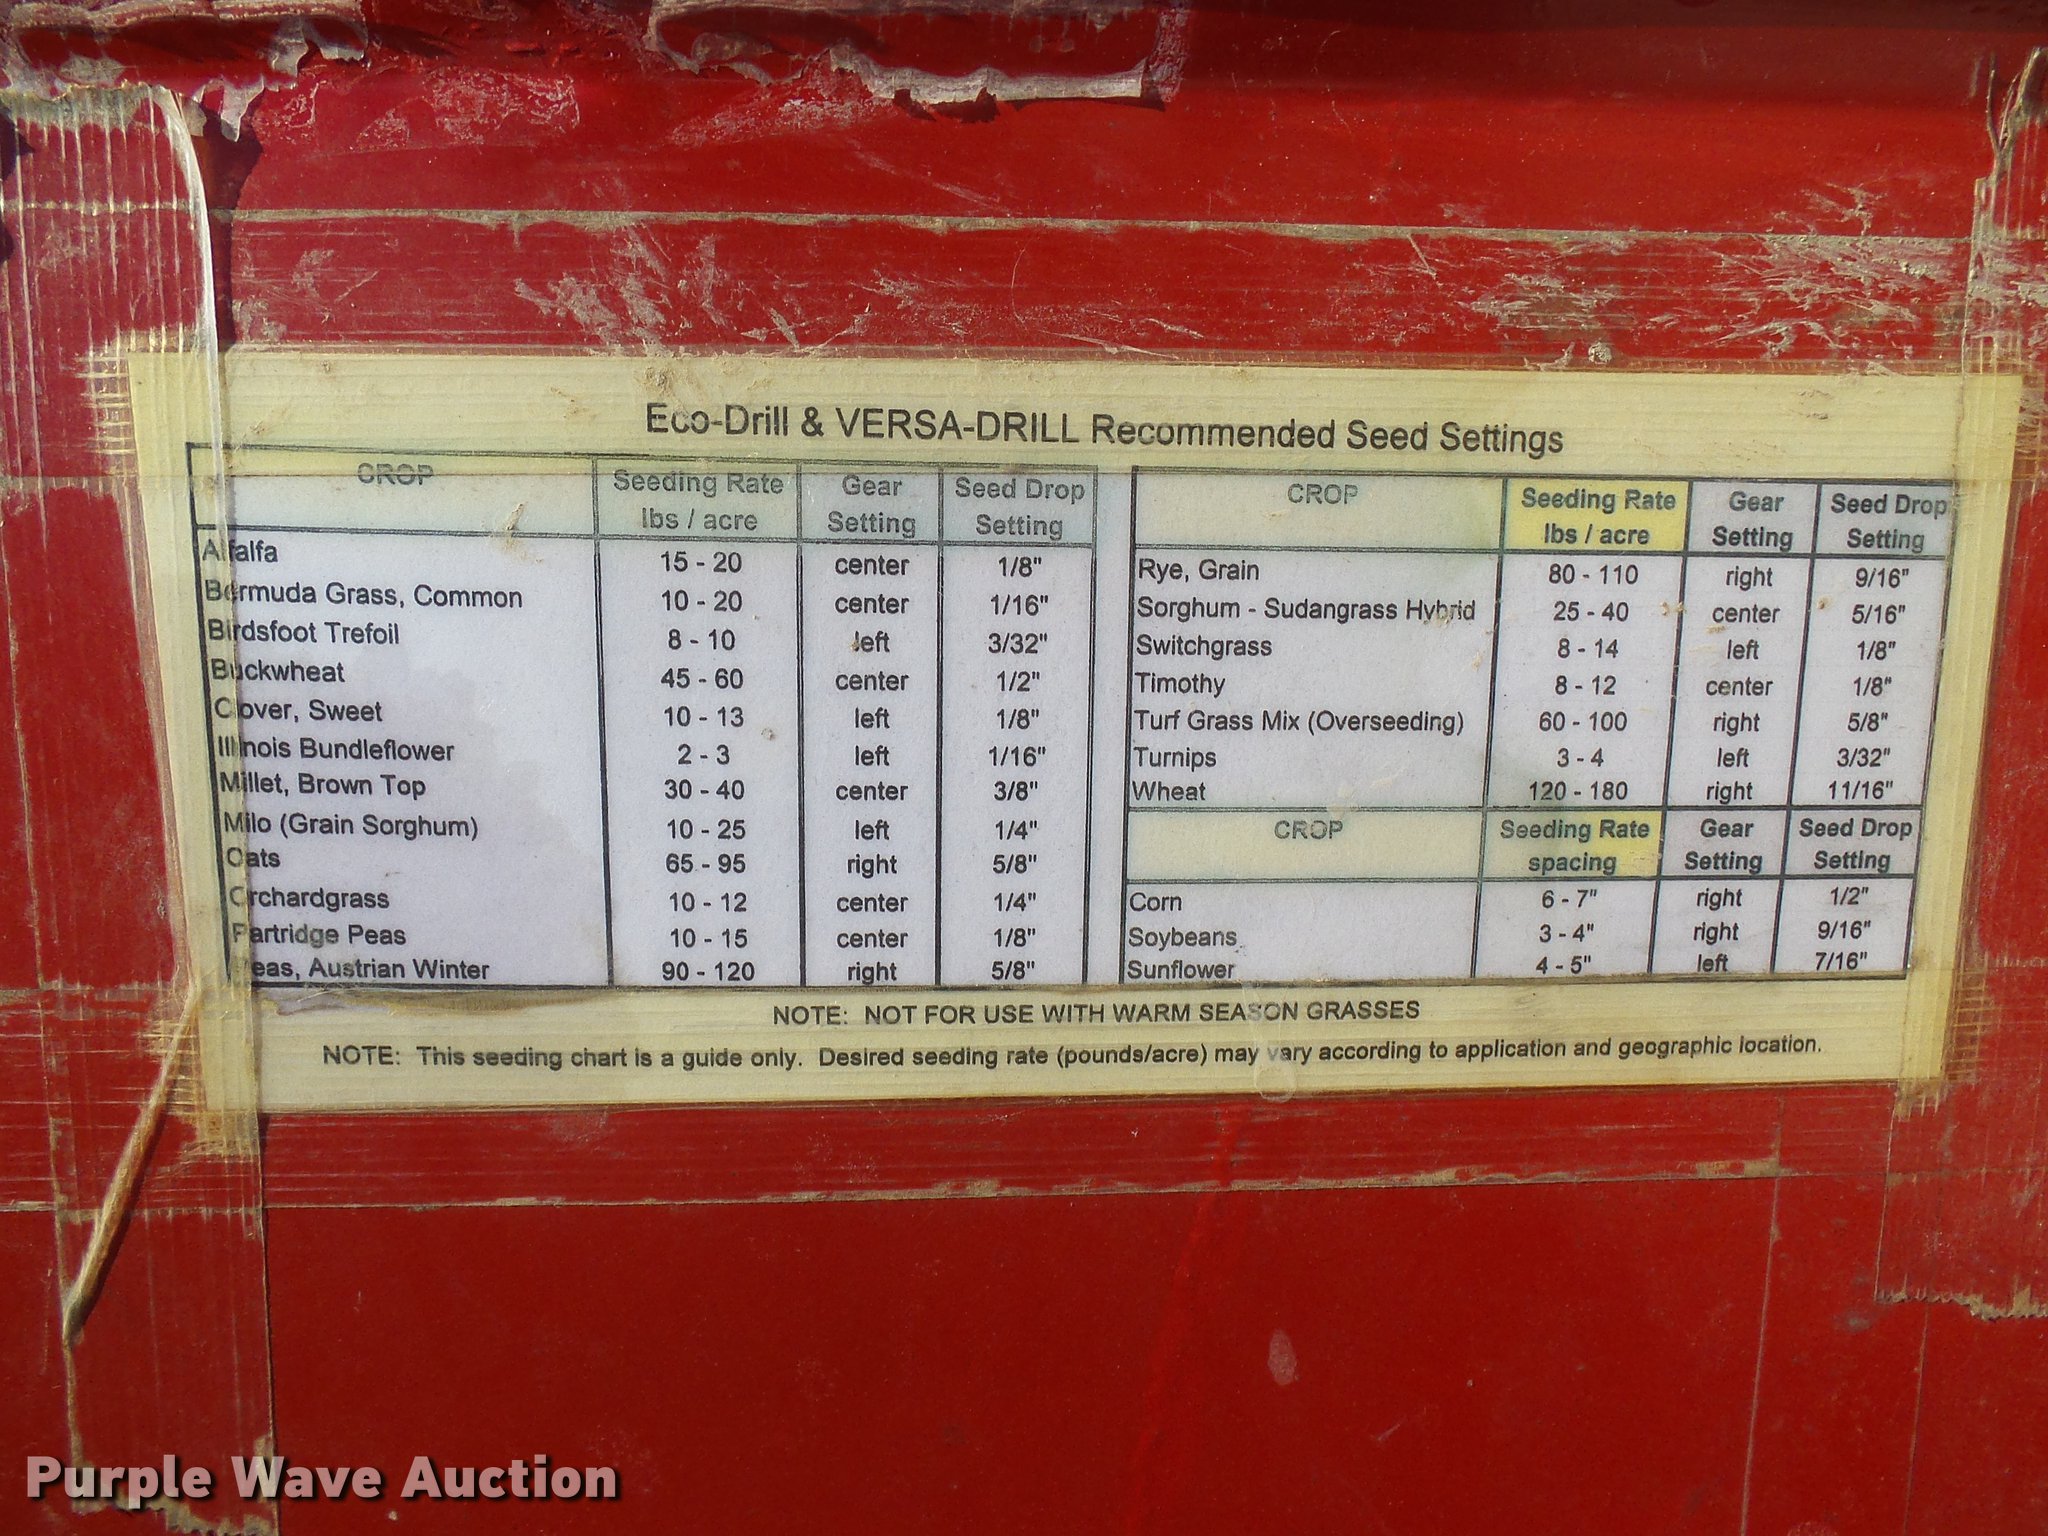 Eco-Drill & VERSA-DRILL Recommended Seed Settings
CROP Seeding Rate lbs / acre Gear Setting Seed Drop Setting
Alfalfa 15 - 20 center 1/8"
Bermuda Grass, Common 10 - 20 center 1/16"
Birdsfoot Trefoil 8 - 10 left 3/32"
Buckwheat 45 - 60 center 1/2"
Clover, Sweet 10 - 13 left 1/8"
Illinois Bundleflower 2 - 3 left 1/16"
Millet, Brown Top 30 - 40 center 3/8"
Milo (Grain Sorghum) 10 - 25 left 1/4"
Oats 65 - 95 right 5/8"
Orchardgrass 10 - 12 center 1/4"
Partridge Peas 10 - 15 center 1/8"
Peas, Austrian Winter 90 - 120 right 5/8"
CROP Seeding Rate lbs / acre Gear Setting Seed Drop Setting
Rye, Grain 80 - 110 right 9/16"
Sorghum - Sudangrass Hybrid 25 - 40 center 5/16"
Switchgrass 8 - 14 left 1/8"
Timothy 8 - 12 center 1/8"
Turf Grass Mix (Overseeding) 60 - 100 right 5/8"
Turnips 3 - 4 left 3/32"
Wheat 120 - 180 right 11/16"
CROP Seeding Rate spacing Gear Setting Seed Drop Setting
Corn 6 - 7" right 1/2"
Soybeans 3 - 4" right 9/16"
Sunflower 4 - 5" left 7/16"
NOTE: NOT FOR USE WITH WARM SEASON GRASSES
NOTE: This seeding chart is a guide only. Desired seeding rate (pounds/acre) may vary according to application and geographic location.
Purple Wave Auction